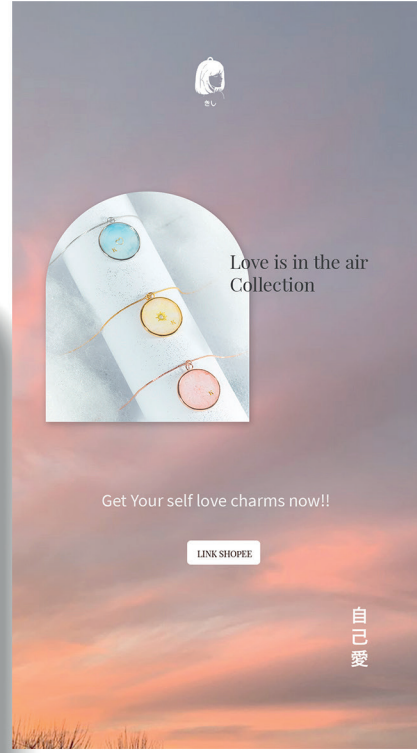 きし
Love is in the air
Collection
Get Your self love charms now!!
LINK SHOPEE
自己愛